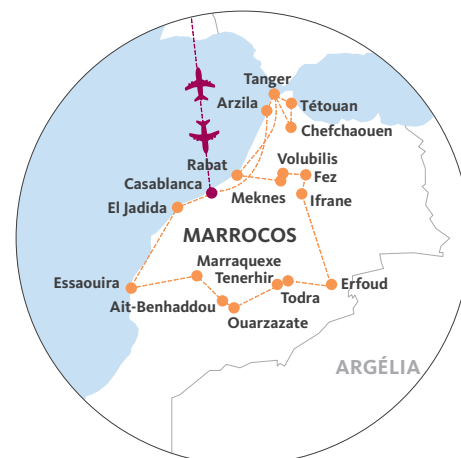 Tanger
Arzila
Tétouan
Chefchaouen
Rabat
Volubilis
Casablanca
Fez
El Jadida
Meknes
Ifrane
MARROCOS
Marraquexe
Essaouira
Tenerhir
Erfoud
Ait-Benhaddou
Todra
Ouarzazate
ARGÉLIA